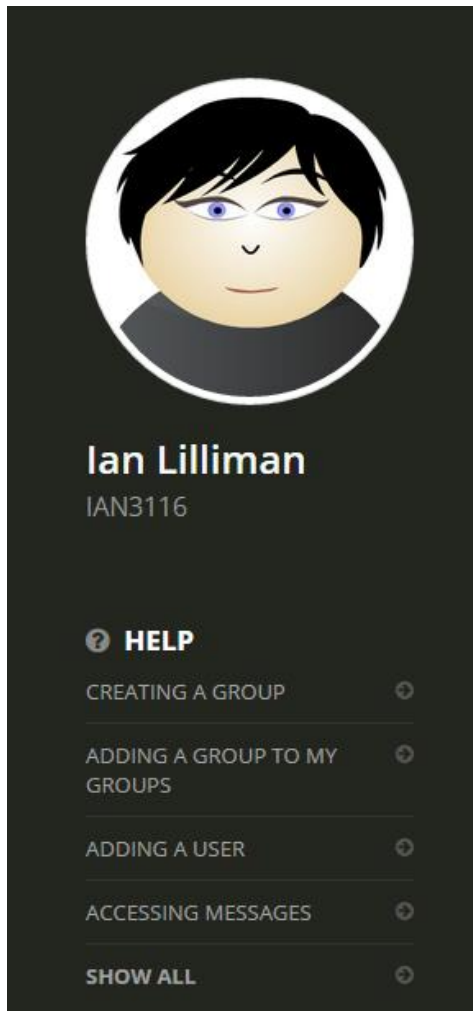 Ian Lilliman
IAN3116
HELP
CREATING A GROUP
ADDING A GROUP TO MY
GROUPS
ADDING A USER
ACCESSING MESSAGES
SHOW ALL